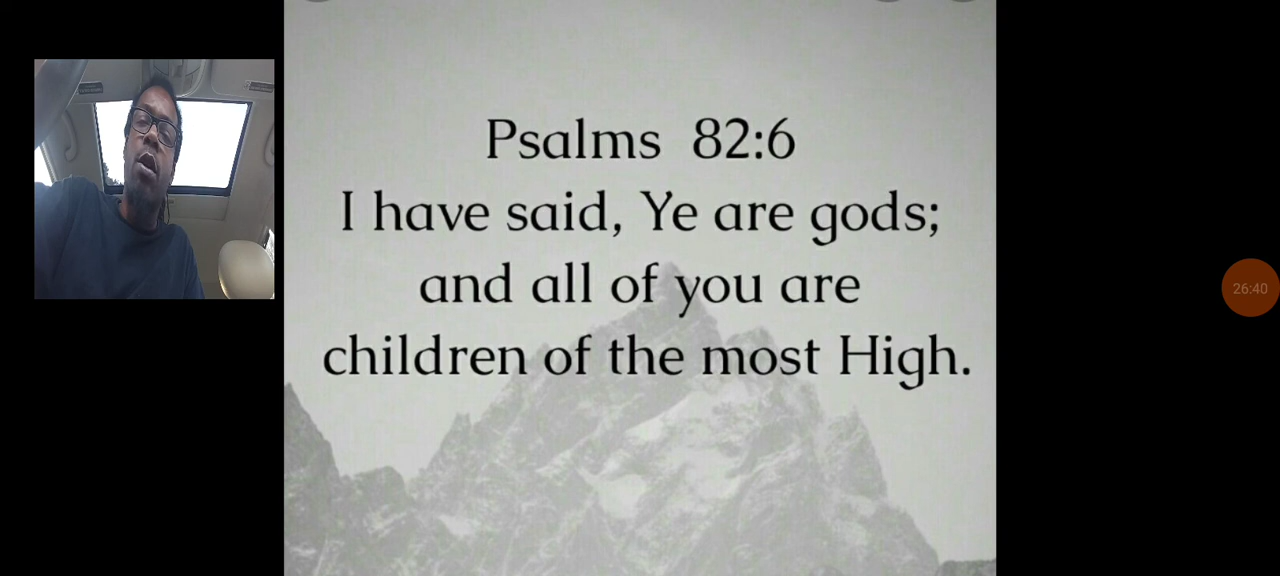 Psalms 82:6
I have said, Ye are gods;
and all of you are
children of the most High.
26:40